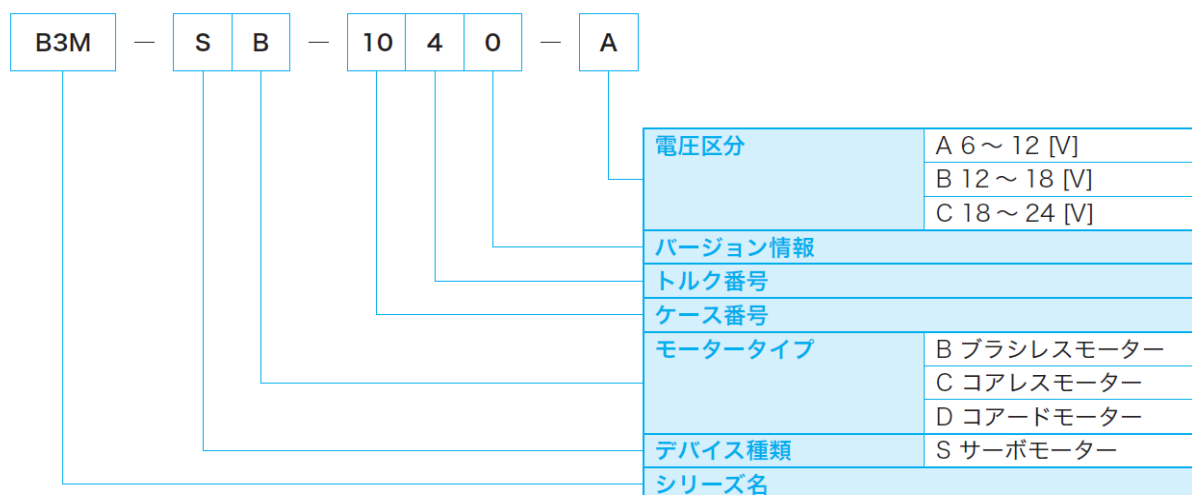 B3M — S B — 10 4 0 — A
電圧区分 A 6～12 [V]
B 12～18 [V]
C 18～24 [V]
バージョン情報
トルク番号
ケース番号
モータータイプ B ブラシレスモーター
C コアレスモーター
D コアードモーター
デバイス種類 S サーボモーター
シリーズ名